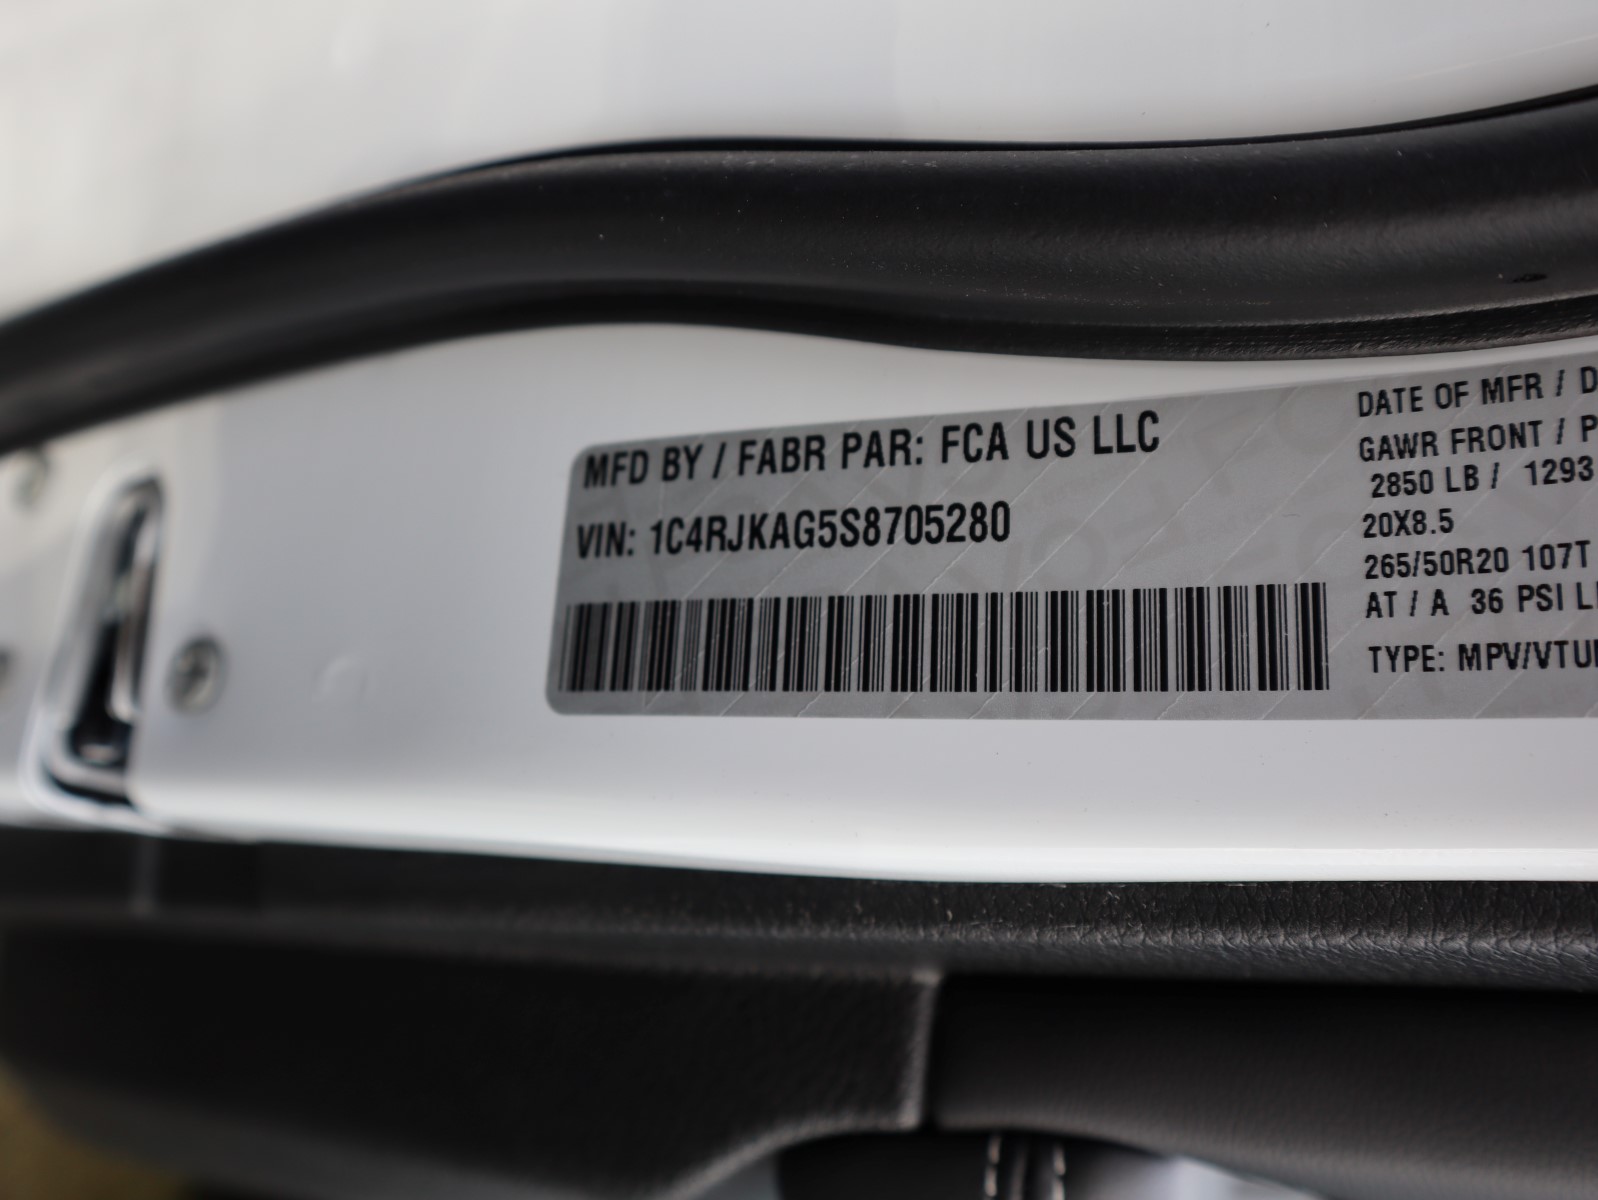 MFD BY / FABR PAR: FCA US LLC
VIN: 1C4RJKAG5S8705280
DATE OF MFR / D
GAWR FRONT / P
2850 LB / 1293
20X8.5
265/50R20 107T
AT / A 36 PSI L
TYPE: MPV/VTU